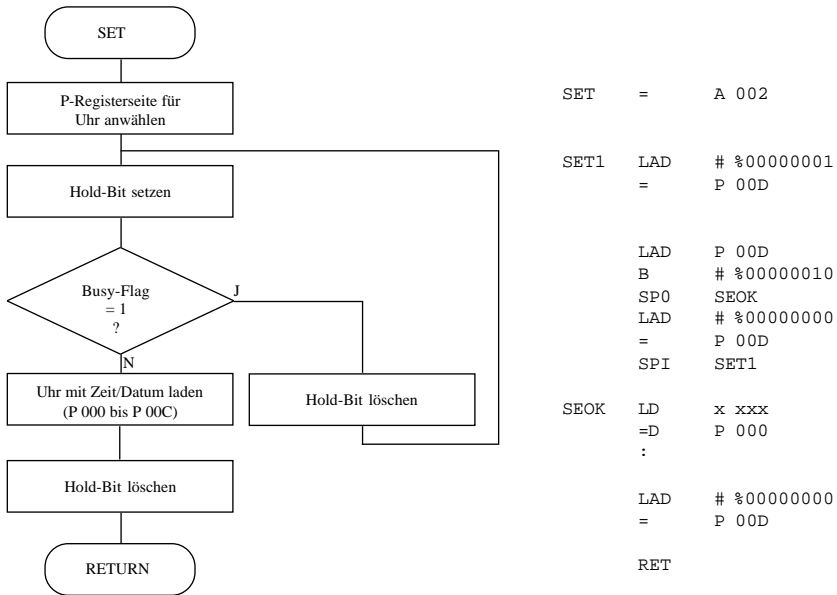 SET
P-Registerseite für
Uhr anwählen
Hold-Bit setzen
Busy-Flag
= 1
?
J
N
Uhr mit Zeit/Datum laden
(P 000 bis P 00C)
Hold-Bit löschen
Hold-Bit löschen
RETURN
SET = A 002
SET1 LAD # %00000001
= P 00D
LAD P 00D
B # %00000010
SP0 SEOK
LAD # %00000000
= P 00D
SPI SET1
SEOK LD x xxx
=D P 000
:
LAD # %00000000
= P 00D
RET